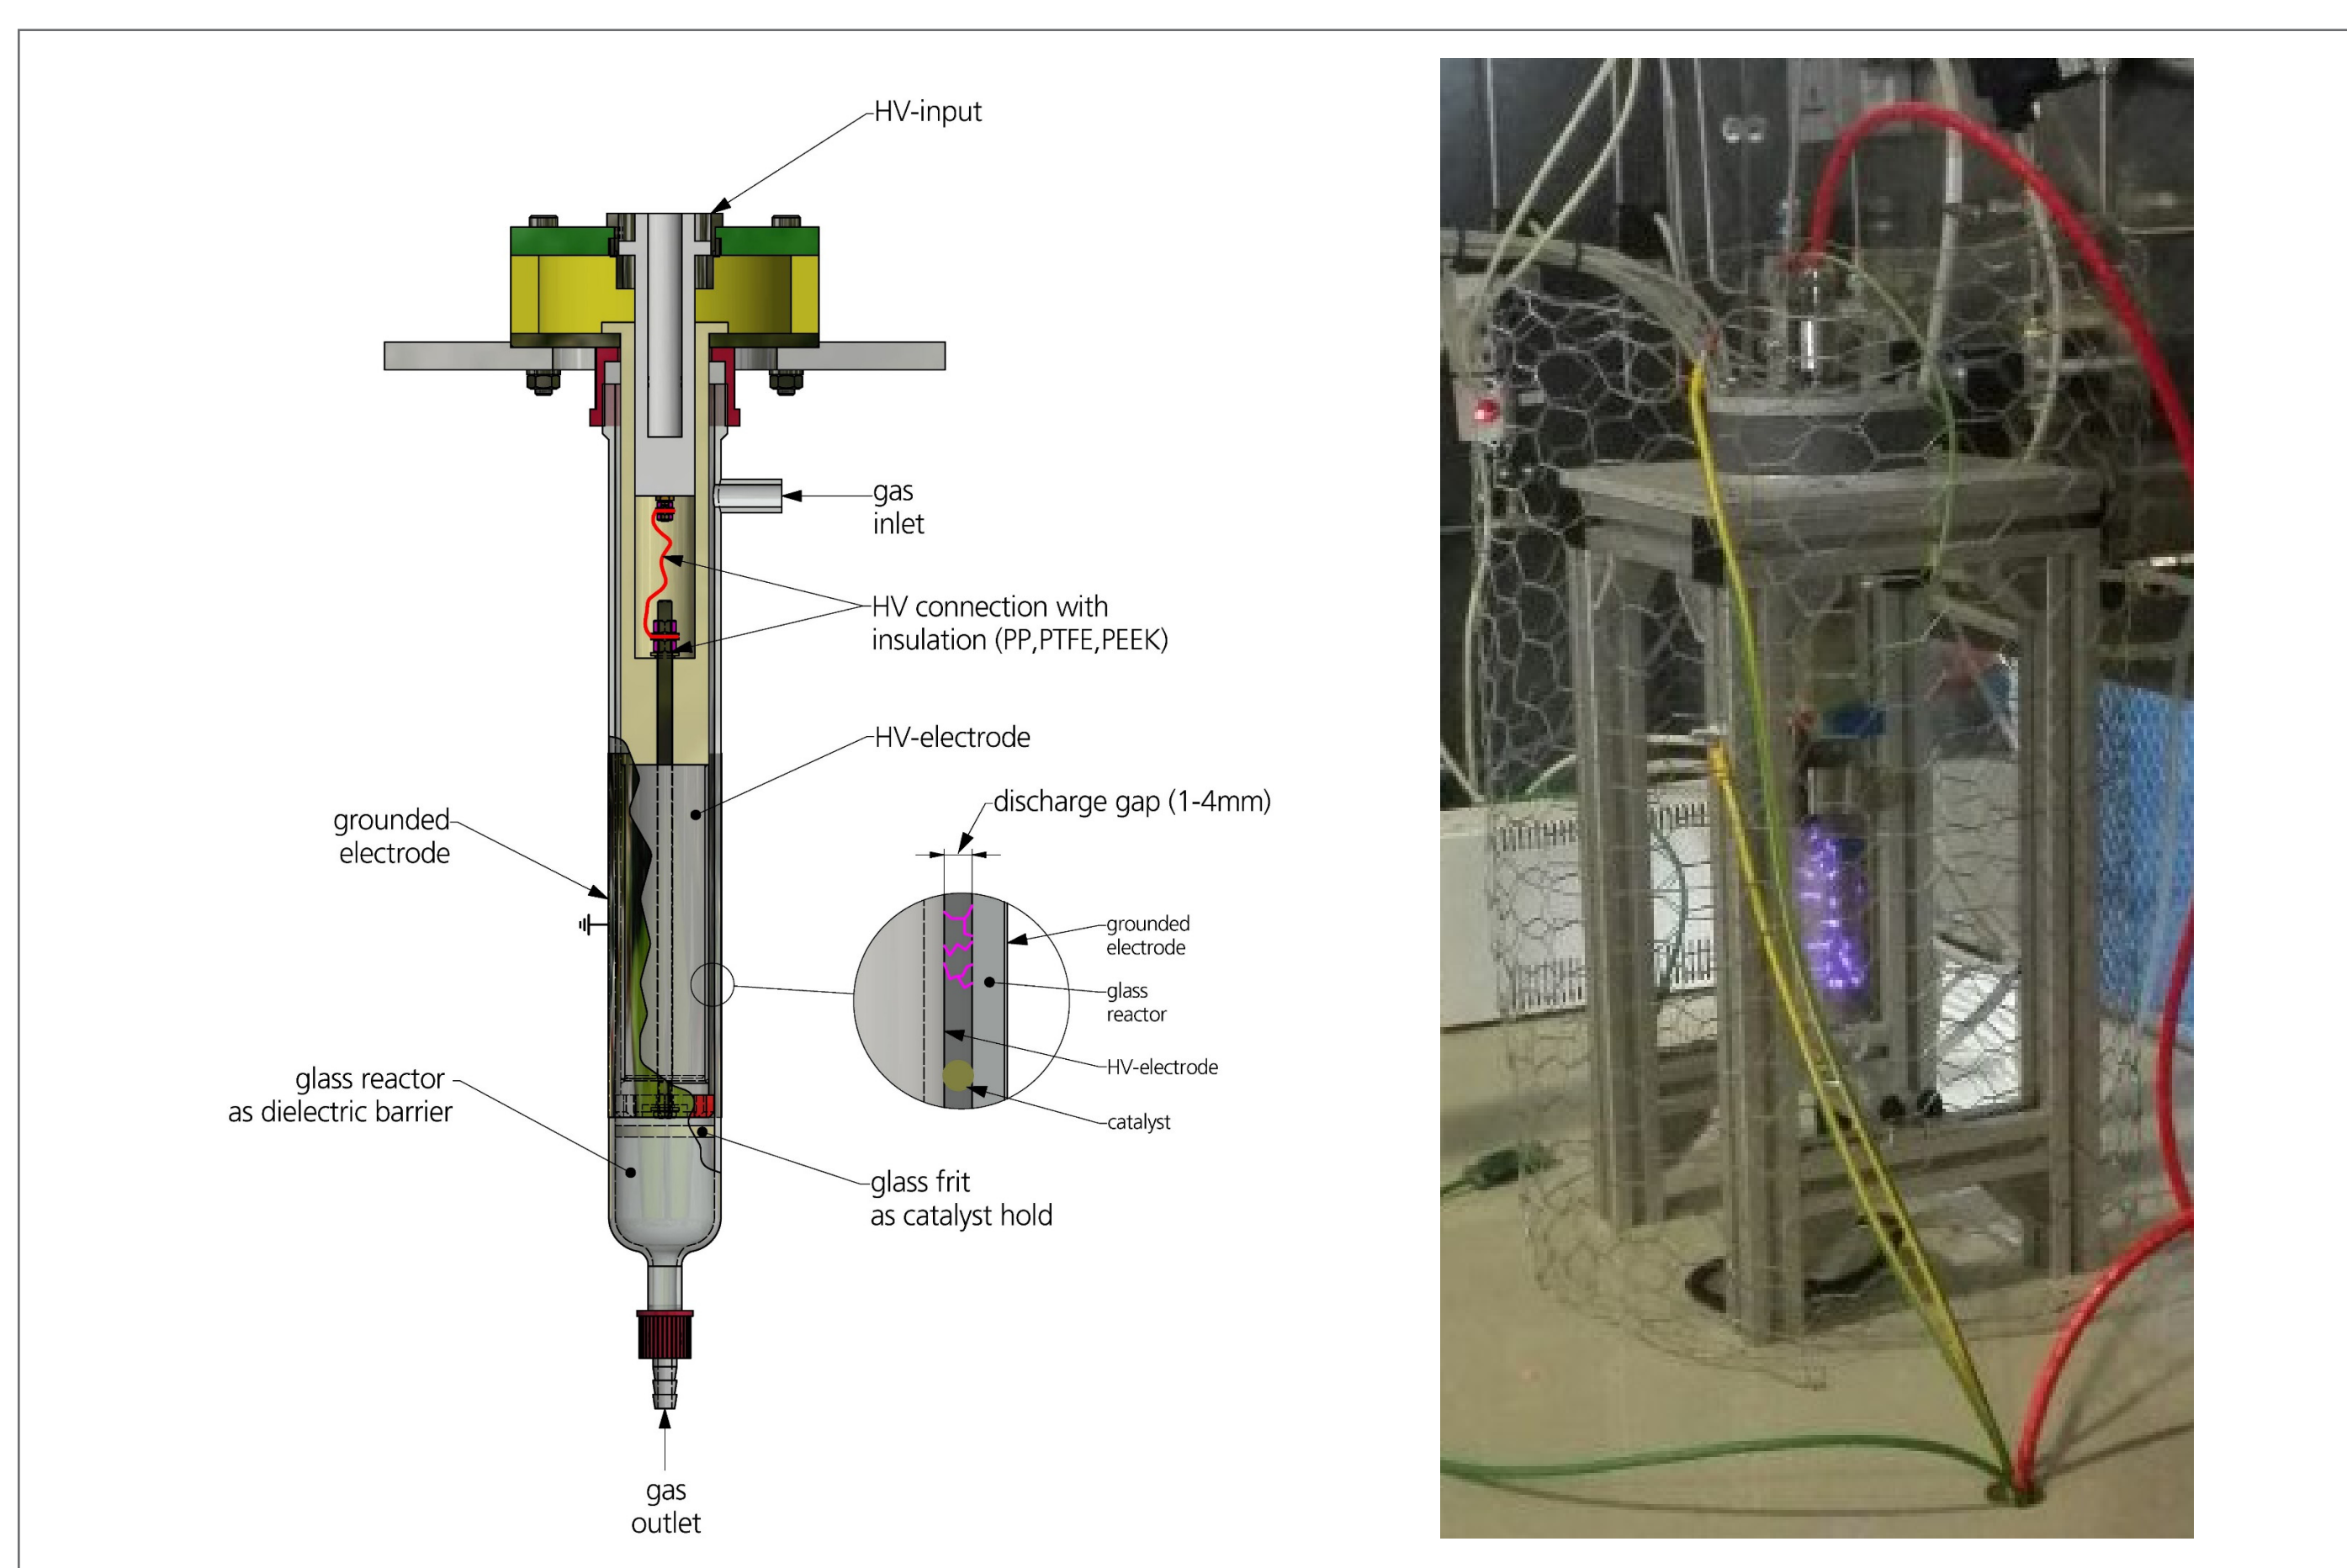 HV-input
gas
inlet
HV connection with
insulation (PP,PTFE,PEEK)
HV-electrode
discharge gap (1-4mm)
grounded
electrode
grounded
electrode
glass
reactor
HV-electrode
catalyst
glass reactor
as dielectric barrier
glass frit
as catalyst hold
gas
outlet